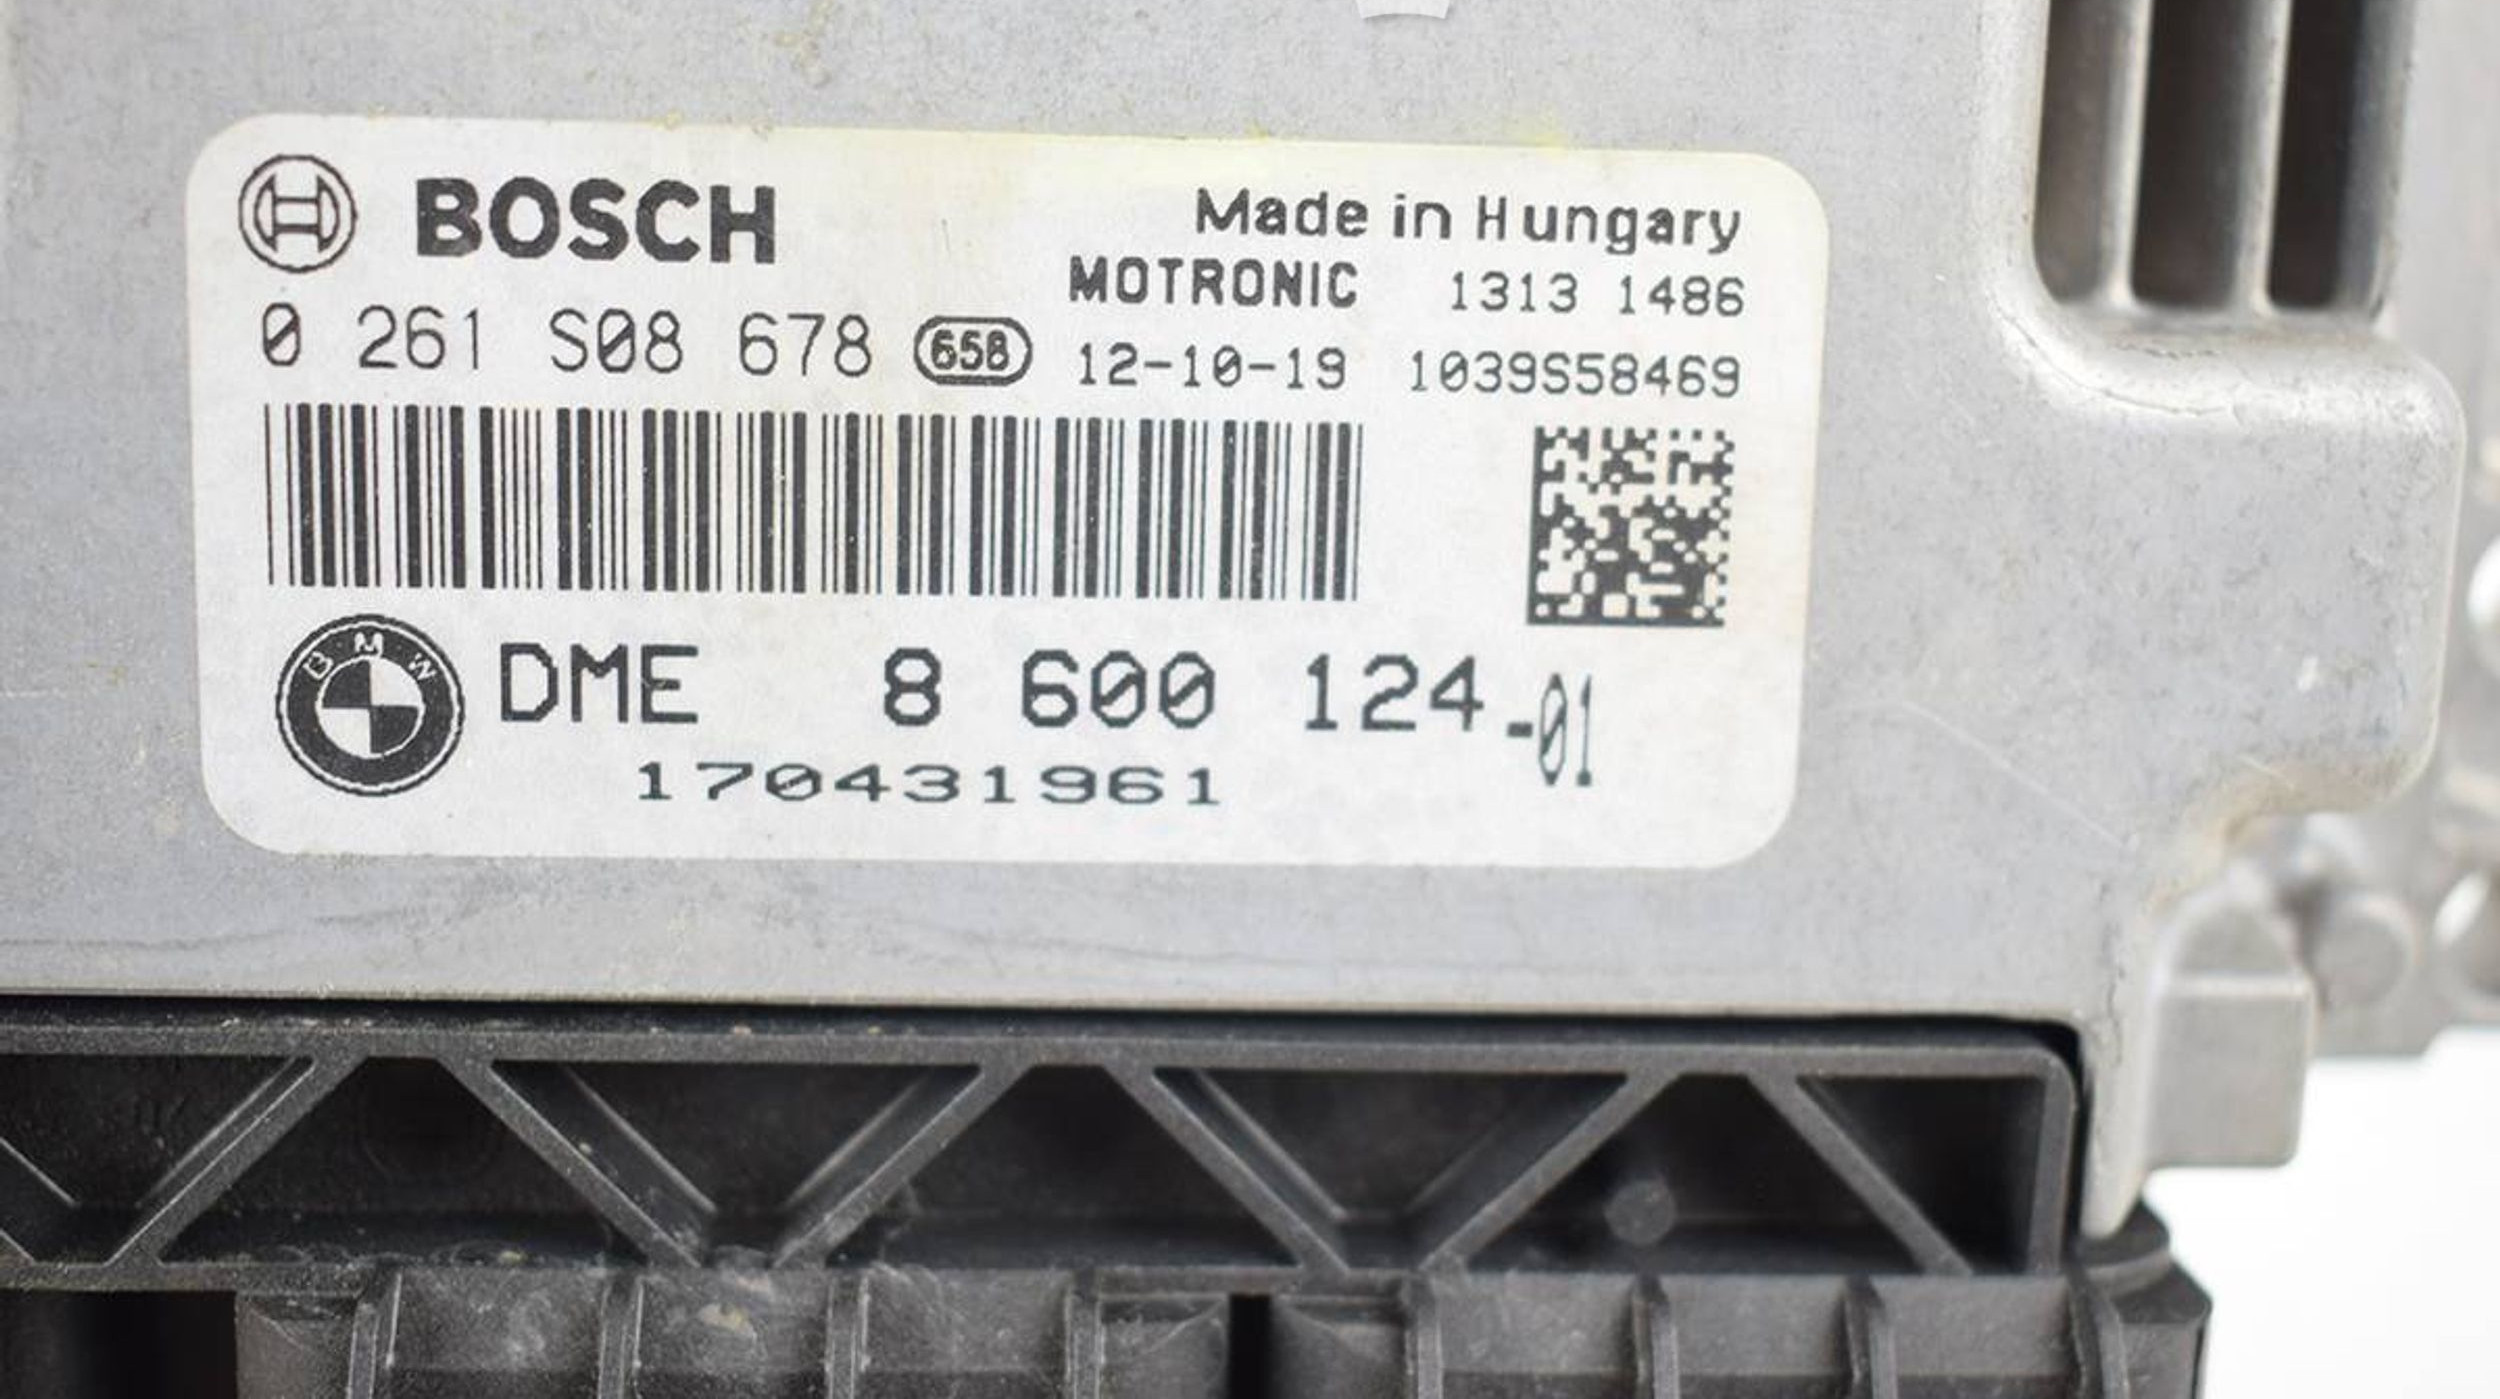 BOSCH
Made in Hungary
MOTRONIC 1313 1486
0 261 S08 678 658 12-10-19 1039S58469
BMW
DME 8 600 124-01
170431961